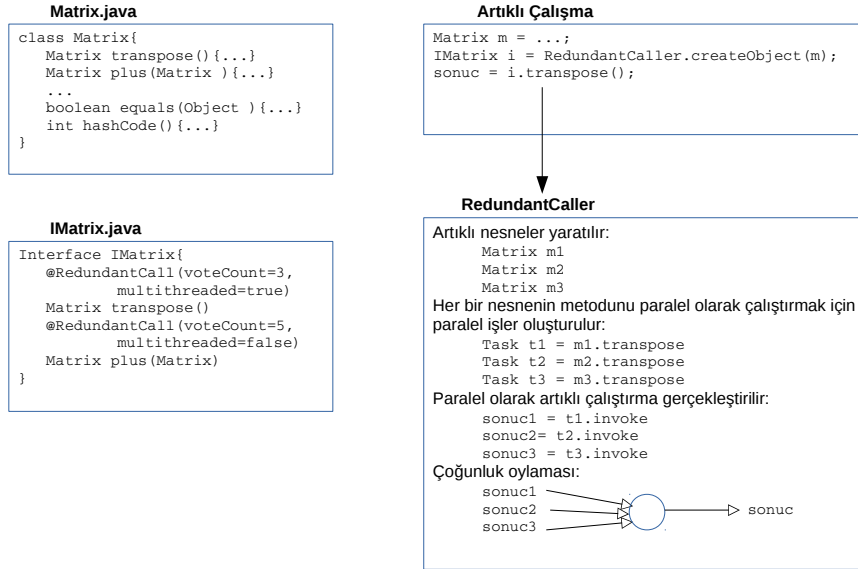 Matrix.java
class Matrix{
Matrix transpose(){...}
Matrix plus(Matrix ){...}
...
boolean equals(Object ){...}
int hashCode(){...}
}
IMatrix.java
Interface IMatrix{
@RedundantCall(voteCount=3,
multithreaded=true)
Matrix transpose()
@RedundantCall(voteCount=5,
multithreaded=false)
Matrix plus(Matrix)
}
Artıklı Çalışma
Matrix m = ...;
IMatrix i = RedundantCaller.createObject(m);
sonuc = i.transpose();
RedundantCaller
Artıklı nesneler yaratılır:
Matrix m1
Matrix m2
Matrix m3
Her bir nesnenin metodunu paralel olarak çalıştırmak için
paralel işler oluşturulur:
Task t1 = m1.transpose
Task t2 = m2.transpose
Task t3 = m3.transpose
Paralel olarak artıklı çalıştırma gerçekleştirilir:
sonuc1 = t1.invoke
sonuc2= t2.invoke
sonuc3 = t3.invoke
Çoğunluk oylaması:
sonuc1
sonuc2
sonuc3
sonuc